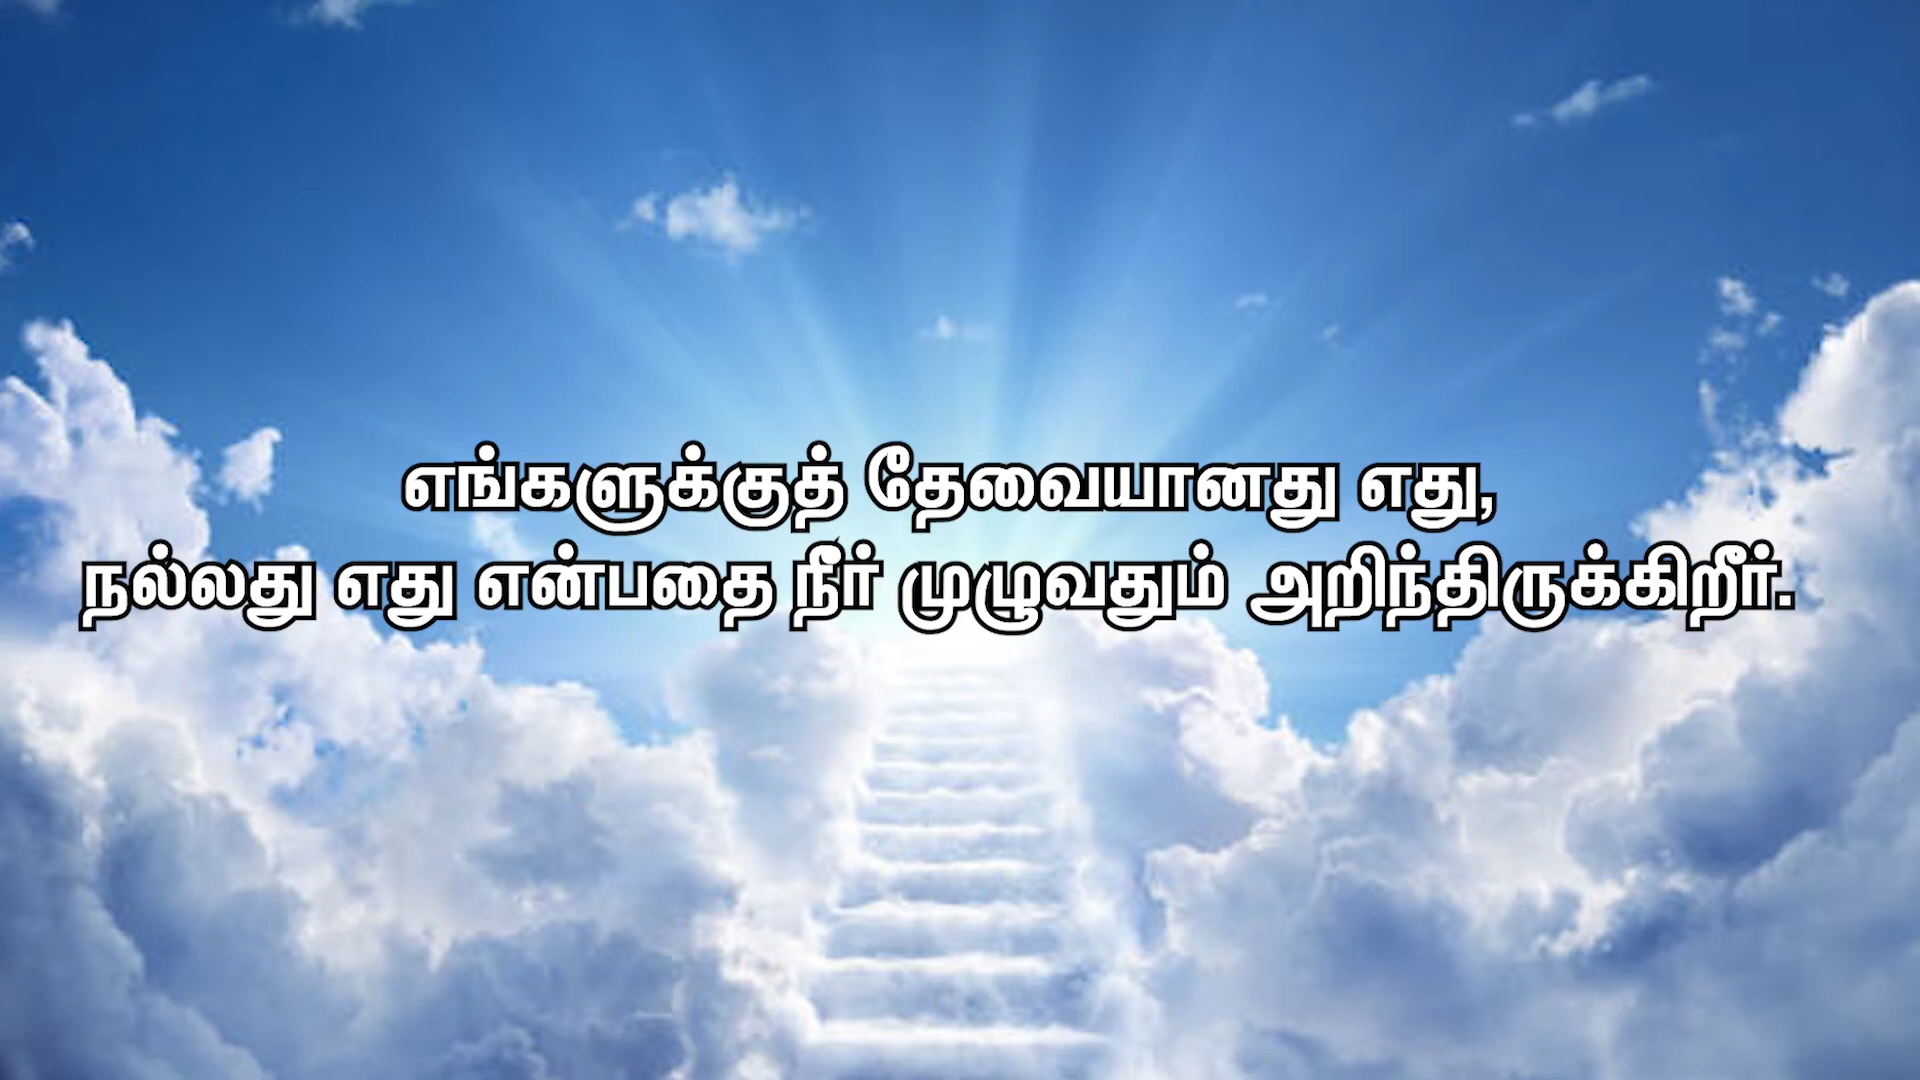 எங்களுக்குத் தேவையானது எது,
நல்லது எது என்பதை நீர் முழுவதும் அறிந்திருக்கிறீர்.